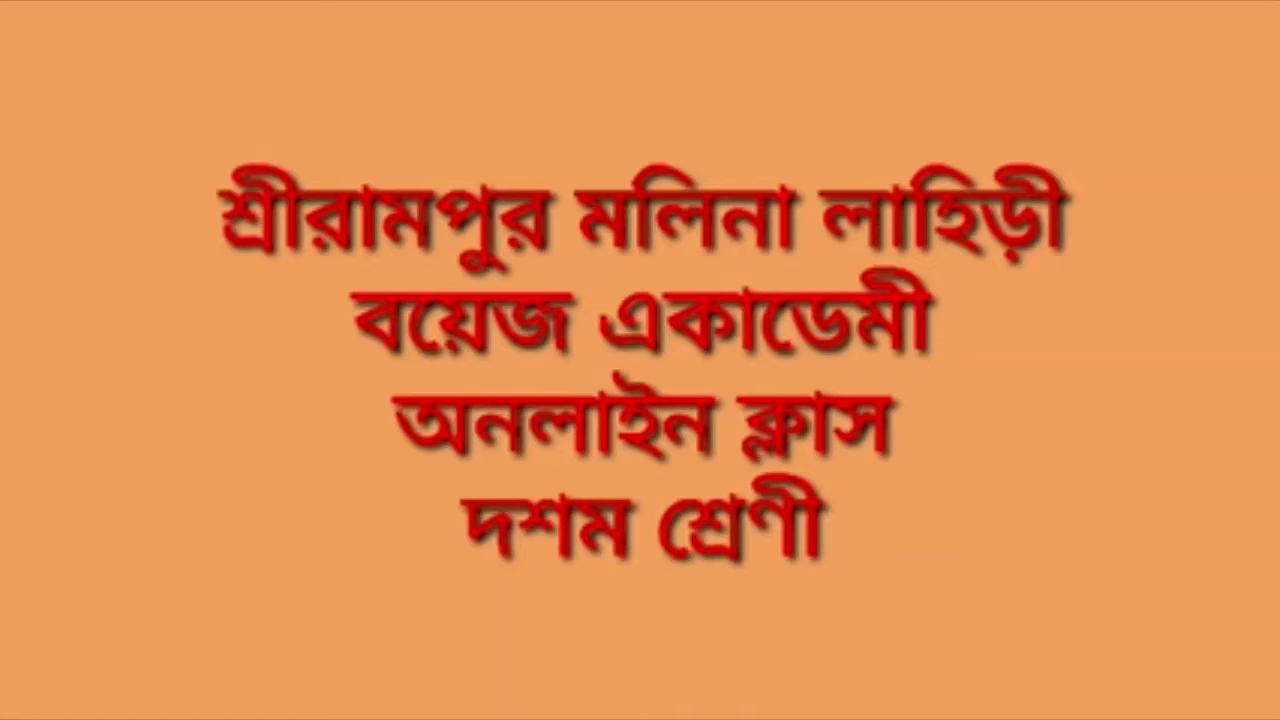 শ্রীরামপুর মলিনা লাহিড়ী
বয়েজ একাডেমী
অনলাইন ক্লাস
দশম শ্রেণী